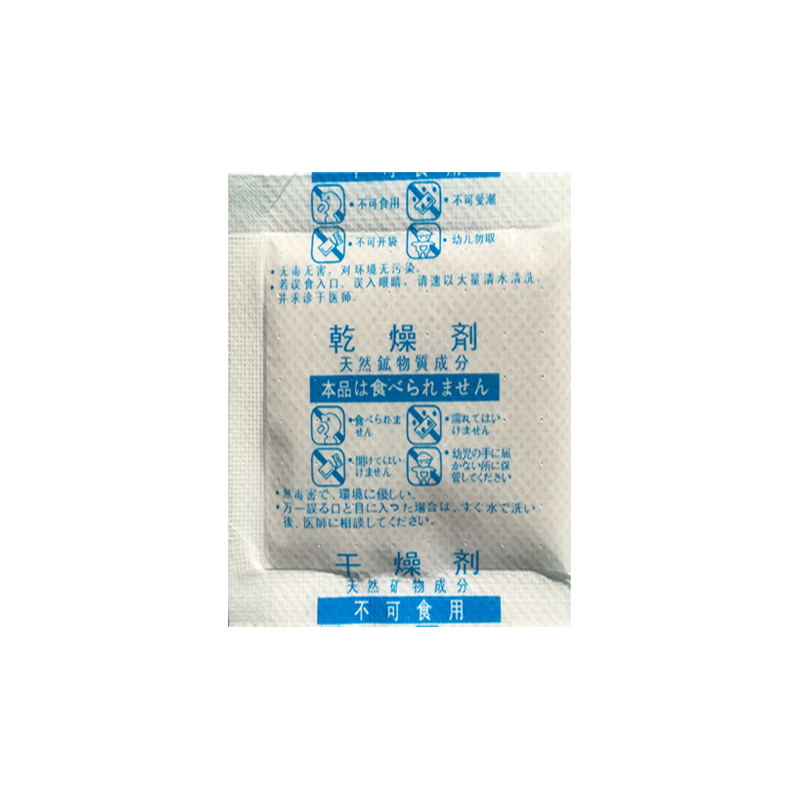 不可食用
•不可食用
•不可受潮
•不可开袋
•幼儿勿取
•无毒无害，对环境无污染。
•若误食入口、误入眼睛，请速以大量清水清洗，
并求诊于医师。
乾燥剤
天然鉱物質成分
本品は食べられません
•食べられま
せん
•濡れてはい、
けません
•開けてはい
けません
•幼児の手に届
かない所に保
管してください
•無毒害で、環境に優しい。
•万一誤る口と目に入つた場合は、すぐ水で洗い
後、医師に相談してください。
干燥剂
天然矿物成分
不可食用